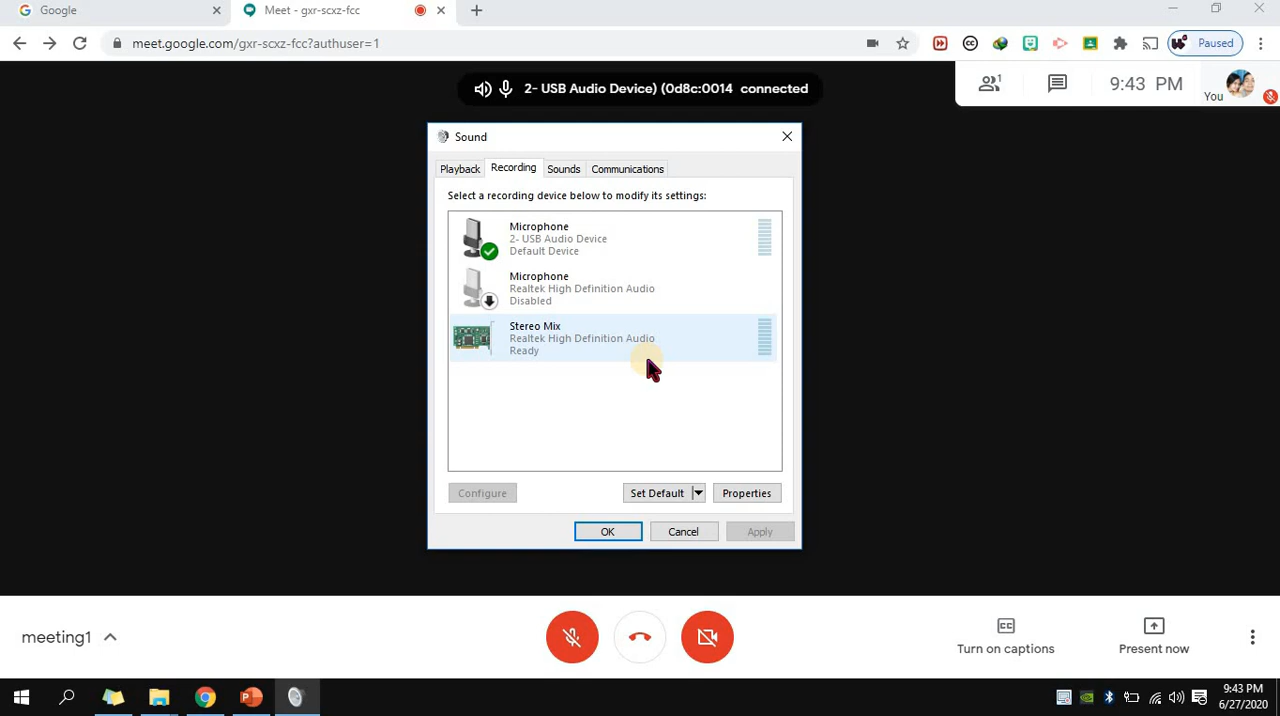 Google
Meet - gxr-scxz-fcc
meet.google.com/gxr-scxz-fcc?authuser=1
Paused
2- USB Audio Device) (0d8c:0014 connected
9:43 PM
You
Sound
Playback
Recording
Sounds
Communications
Select a recording device below to modify its settings:
Microphone
2- USB Audio Device
Default Device
Microphone
Realtek High Definition Audio
Disabled
Stereo Mix
Realtek High Definition Audio
Ready
Configure
Set Default
Properties
OK
Cancel
Apply
meeting1
Turn on captions
Present now
9:43 PM
6/27/2020